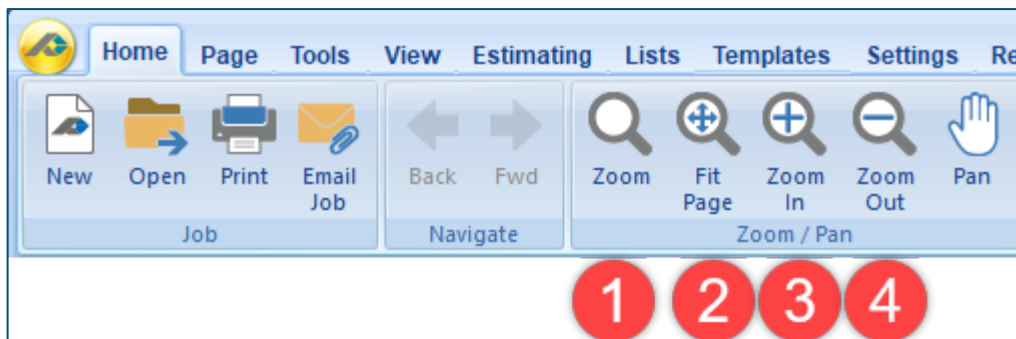 Home Page Tools View Estimating Lists Templates Settings Re
New Open Print Email Back Fwd Zoom Fit Zoom Zoom Pan
Job Page In Out
Job Navigate Zoom / Pan
1 2 3 4